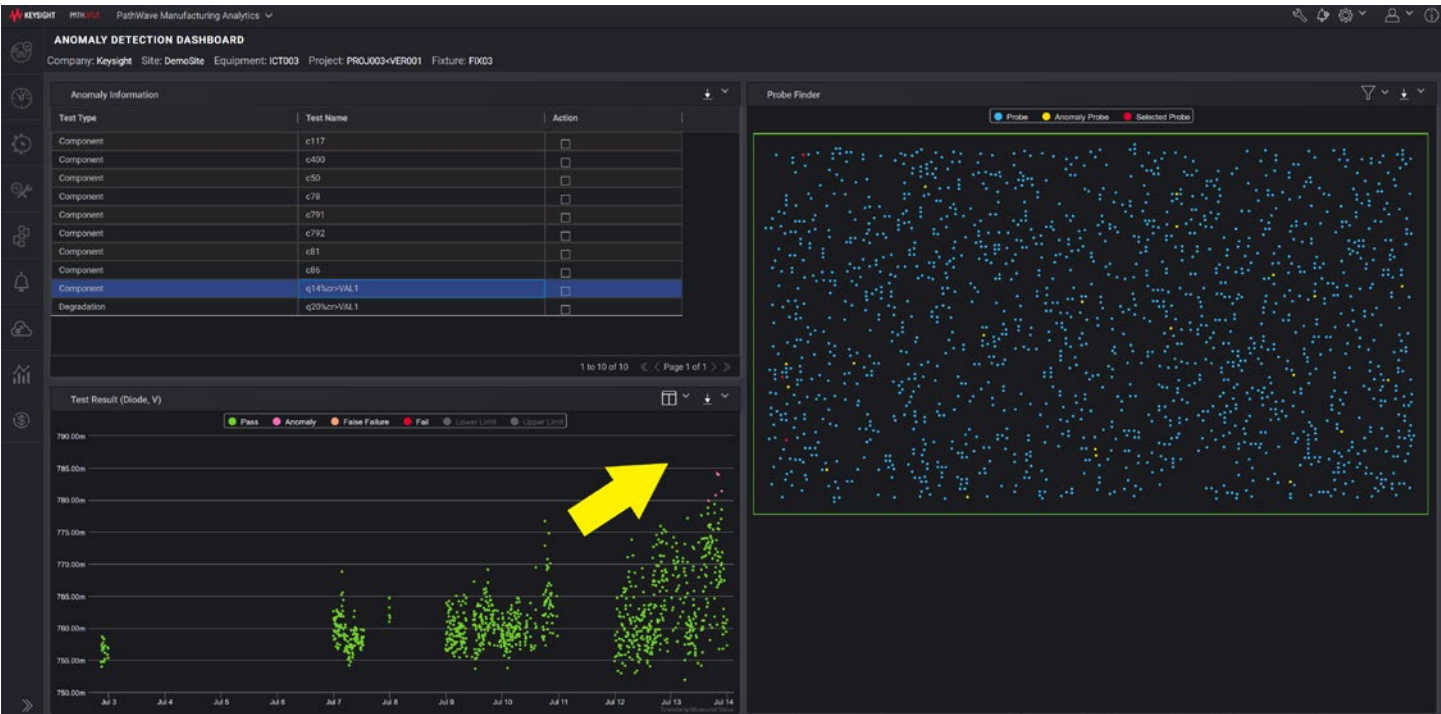 KEYSIGHT PATHWAVE PathWave Manufacturing Analytics
ANOMALY DETECTION DASHBOARD
Company: Keysight Site: DemoSite Equipment: ICT003 Project: PROJ003<VER001 Fixture: FIX03
Anomaly Information
Test Type Test Name Action
Component c117
Component c400
Component c50
Component c78
Component c791
Component c792
Component c81
Component c86
Component q14%cr>VAL1
Degradation q20%cr>VAL1
1 to 10 of 10 Page 1 of 1
Probe Finder
Probe Anomaly Probe Selected Probe
Test Result (Diode, V)
Pass Anomaly False Failure Fail Lower Limit Upper Limit
790.00m
785.00m
780.00m
775.00m
770.00m
765.00m
760.00m
755.00m
750.00m
Jul 3 Jul 4 Jul 5 Jul 6 Jul 7 Jul 8 Jul 9 Jul 10 Jul 11 Jul 12 Jul 13 Jul 14